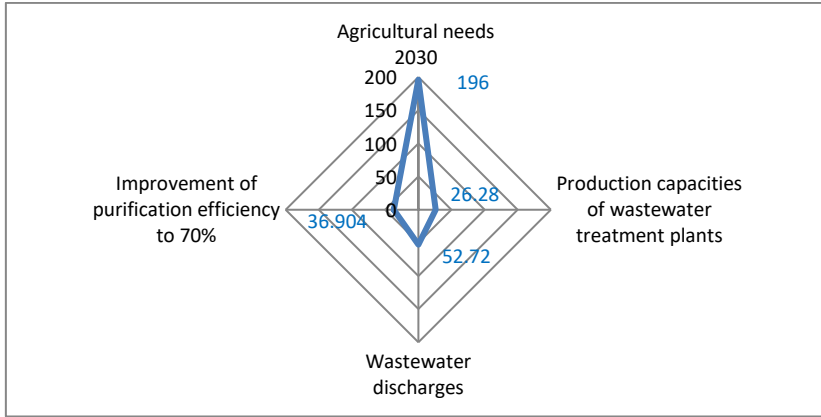 Agricultural needs
2030
200
196
150
100
50
0
26.28
36.904
52.72
Improvement of
purification efficiency
to 70%
Production capacities
of wastewater
treatment plants
Wastewater
discharges